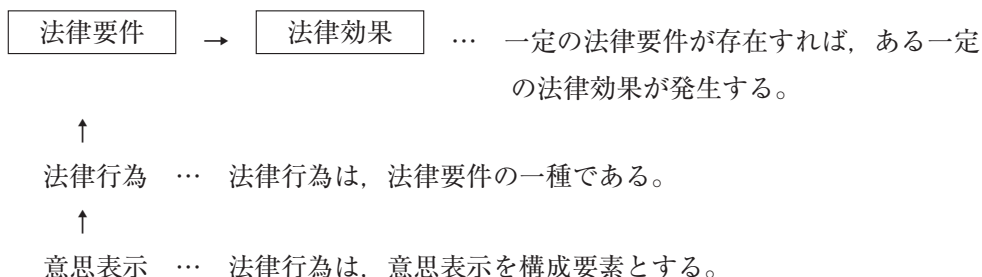 法律要件 → 法律効果 … 一定の法律要件が存在すれば，ある一定
の法律効果が発生する。
↑
法律行為 … 法律行為は，法律要件の一種である。
↑
意思表示 … 法律行為は，意思表示を構成要素とする。